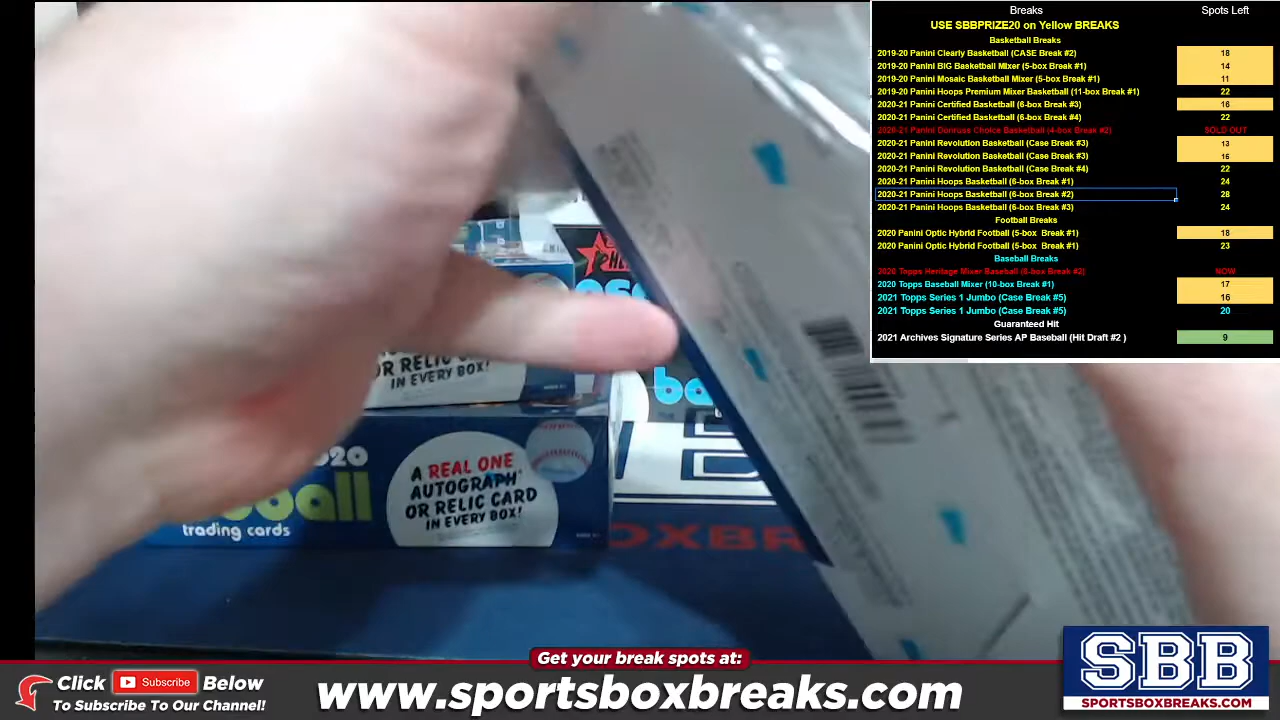 Breaks Spots Left
USE SBBPRIZE20 on Yellow BREAKS
Basketball Breaks
2019-20 Panini Clearly Basketball (CASE Break #2) 18
2019-20 Panini BIG Basketball Mixer (5-box Break #1) 14
2019-20 Panini Mosaic Basketball Mixer (5-box Break #1) 11
2019-20 Panini Hoops Premium Mixer Basketball (11-box Break #1) 22
2020-21 Panini Certified Basketball (6-box Break #3) 16
2020-21 Panini Certified Basketball (6-box Break #4) 22
2020-21 Panini Donruss Choice Basketball (4-box Break #2) SOLD OUT
2020-21 Panini Revolution Basketball (Case Break #3) 13
2020-21 Panini Revolution Basketball (Case Break #3) 16
2020-21 Panini Revolution Basketball (Case Break #4) 22
2020-21 Panini Hoops Basketball (6-box Break #1) 24
2020-21 Panini Hoops Basketball (6-box Break #2) 28
2020-21 Panini Hoops Basketball (6-box Break #3) 24
Football Breaks
2020 Panini Optic Hybrid Football (5-box Break #1) 18
2020 Panini Optic Hybrid Football (5-box Break #1) 23
Baseball Breaks
2020 Topps Heritage Mixer Baseball (8-box Break #2) NOW
2020 Topps Baseball Mixer (10-box Break #1) 17
2021 Topps Series 1 Jumbo (Case Break #5) 16
2021 Topps Series 1 Jumbo (Case Break #5) 20
Guaranteed Hit
2021 Archives Signature Series AP Baseball (Hit Draft #2 ) 9
OR RELIC
IN EVERY BOX!
ba
020
ball
trading cards
A REAL ONE
AUTOGRAPH
OR RELIC CARD
IN EVERY BOX!
OXBR
Get your break spots at:
Click Subscribe Below
To Subscribe To Our Channel!
www.sportsboxbreaks.com
SBB
SPORTSBOXBREAKS.COM